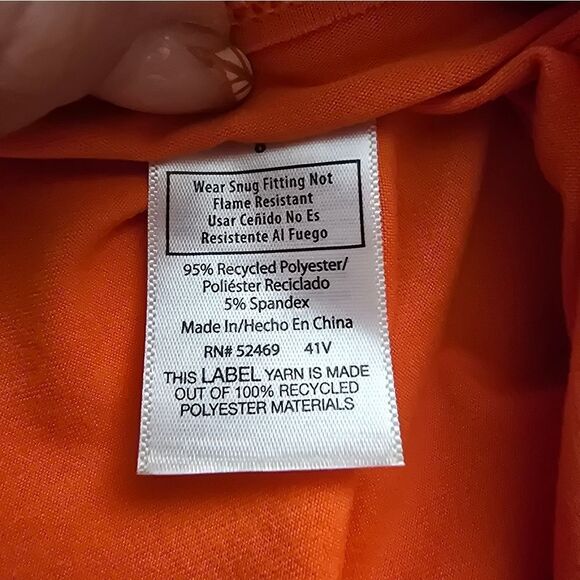 Wear Snug Fitting Not
Flame Resistant
Usar Ceñido No Es
Resistente Al Fuego
95% Recycled Polyester/
Poliéster Reciclado
5% Spandex
Made In/Hecho En China
RN# 52469 41V
THIS LABEL YARN IS MADE
OUT OF 100% RECYCLED
POLYESTER MATERIALS